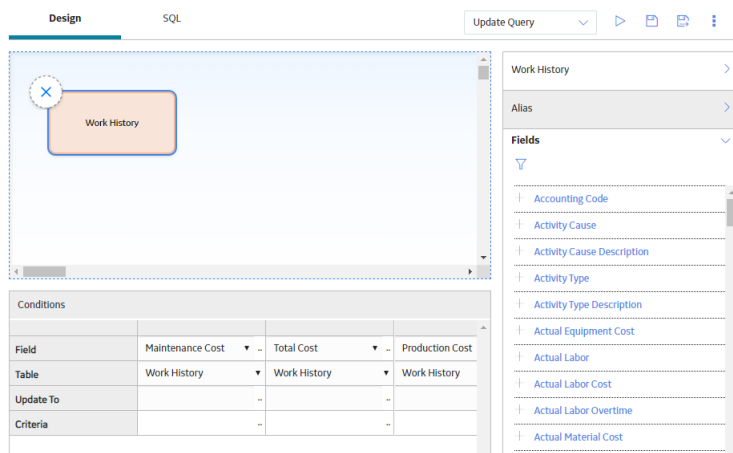 Design SQL Update Query
Work History
Work History
Alias
Fields
Accounting Code
Activity Cause
Activity Cause Description
Activity Type
Activity Type Description
Actual Equipment Cost
Actual Labor
Actual Labor Cost
Actual Labor Overtime
Actual Material Cost
Conditions
Field Maintenance Cost .. Total Cost .. Production Cost
Table Work History Work History Work History
Update To .. ..
Criteria .. ..